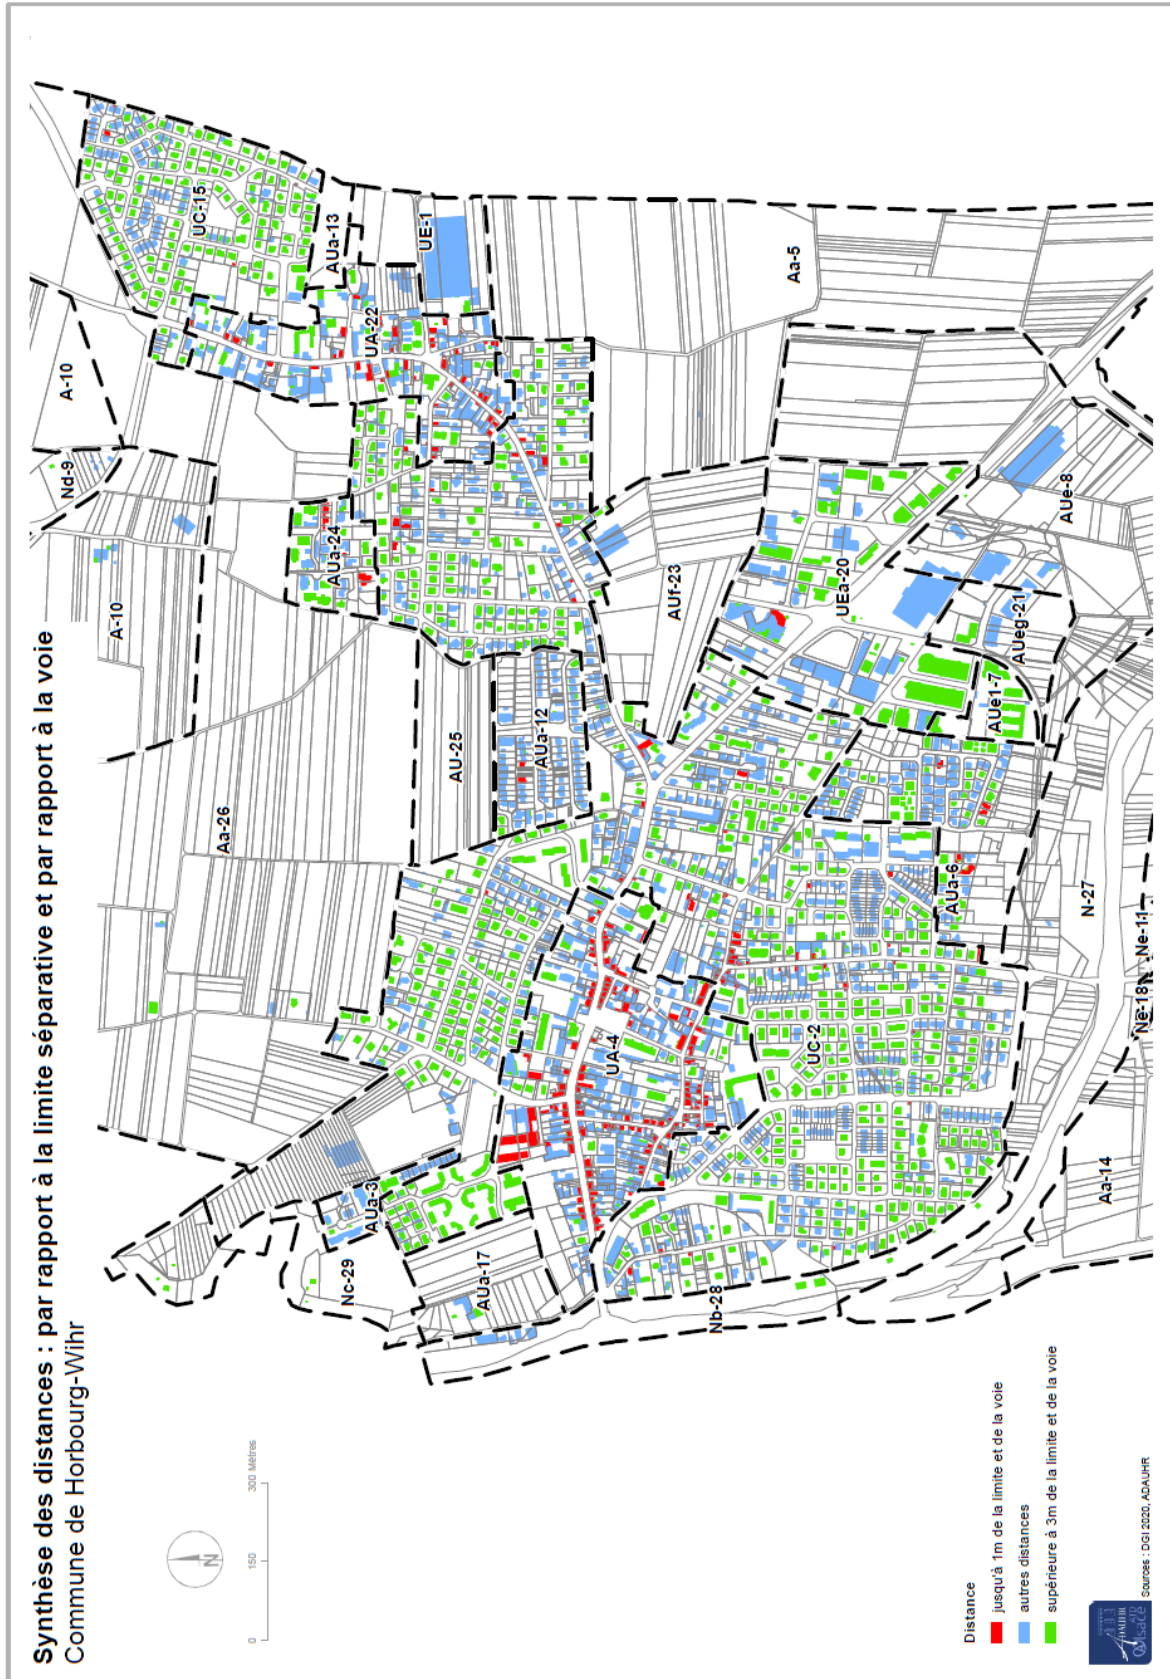 Synthèse des distances : par rapport à la limite séparative et par rapport à la voie
Commune de Horbourg-Wihr
N
0 150 300 Mètres
UC-15
AUa-13
UE-1
UA-22
A-10
Nd-9
A-10
AUa-24
Aa-5
AUe-8
AUf-23
UEa-20
AUeg-21
AUe1-7
AUa-12
AU-25
Aa-26
AUa-6
N-27
Ne-11
Ne-18
UA-4
UC-2
Aa-14
AUa-3
Nc-29
AUa-17
Nb-28
Distance
jusqu'à 1m de la limite et de la voie
autres distances
supérieure à 3m de la limite et de la voie
ADAUHR
ATD
Alsace
Sources : DGI 2020, ADAUHR